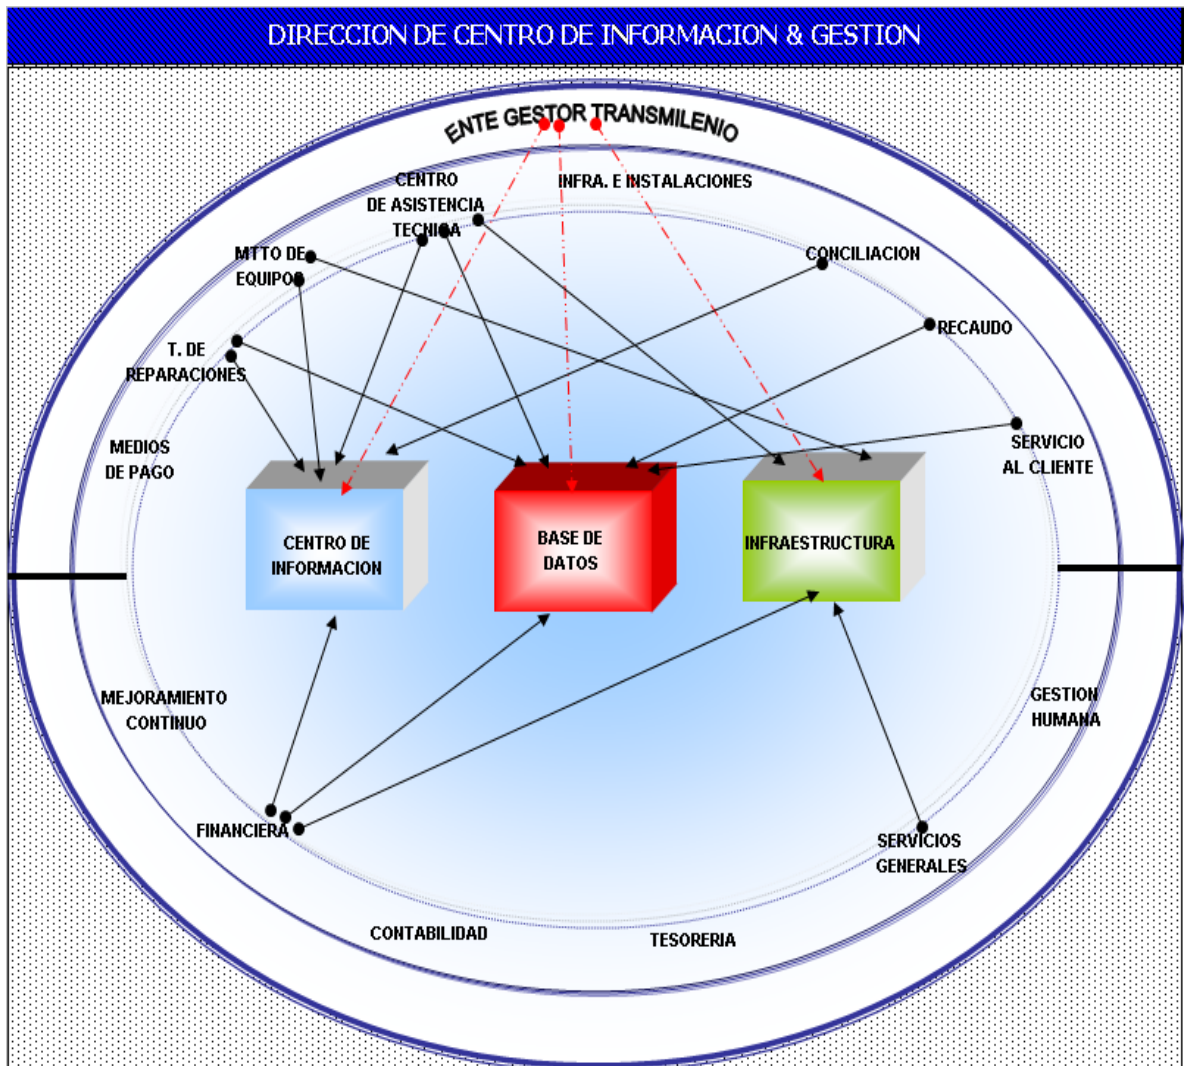 DIRECCION DE CENTRO DE INFORMACION & GESTION
ENTE GESTOR TRANSMILENIO
CENTRO
DE ASISTENCIA
TECNICA
INFRA. E INSTALACIONES
MTTO DE
EQUIPOS
CONCILIACION
RECAUDO
T. DE
REPARACIONES
MEDIOS
DE PAGO
SERVICIO
AL CLIENTE
CENTRO DE
INFORMACION
BASE DE
DATOS
INFRAESTRUCTURA
MEJORAMIENTO
CONTINUO
GESTION
HUMANA
FINANCIERA
SERVICIOS
GENERALES
CONTABILIDAD
TESORERIA